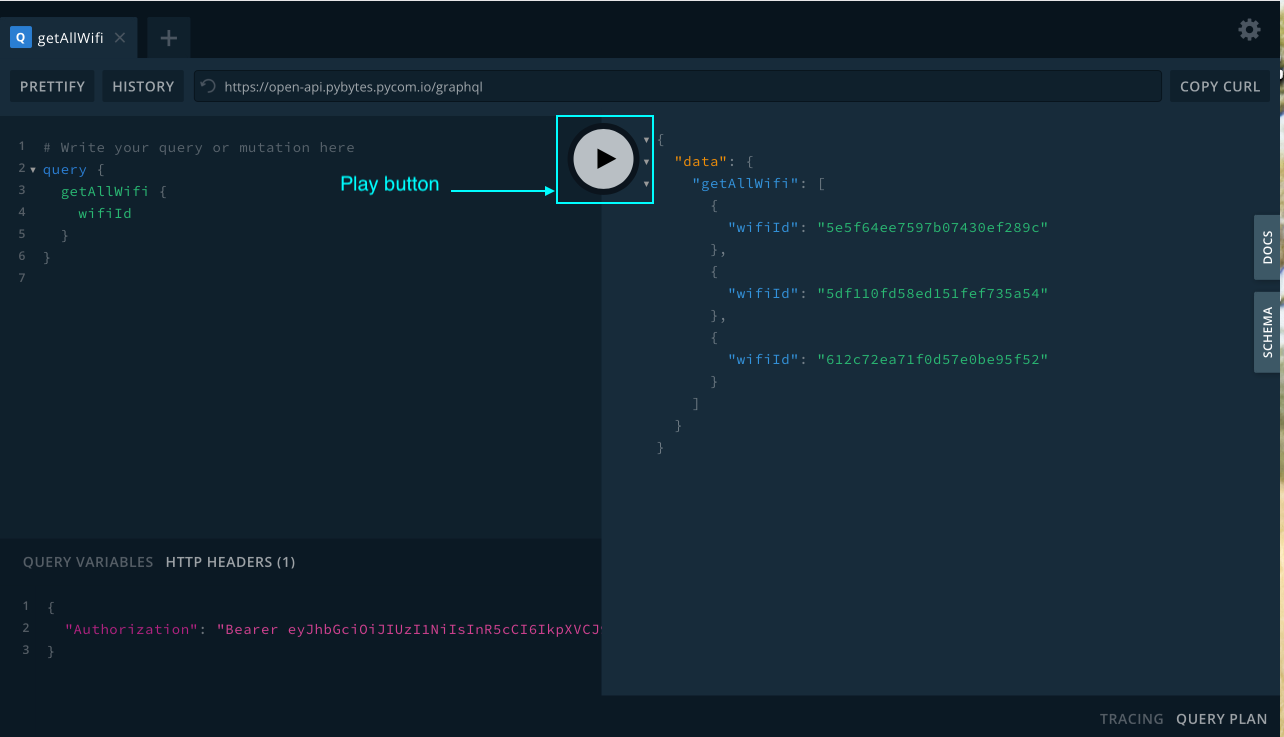 Q getAllWifi
PRETTIFY HISTORY https://open-api.pybytes.pycom.io/graphql COPY CURL
1 # Write your query or mutation here
2 query {
3 getAllWifi {
4 wifiId
5 }
6 }
7
Play button
{
"data": {
"getAllWifi": [
{
"wifiId": "5e5f64ee7597b07430ef289c"
},
{
"wifiId": "5df110fd58ed151fef735a54"
},
{
"wifiId": "612c72ea71f0d57e0be95f52"
}
]
}
}
DOCS
SCHEMA
QUERY VARIABLES HTTP HEADERS (1)
1 {
2 "Authorization": "Bearer eyJhbGciOiJIUzI1NiIsInR5cCI6IkpXVCJ
3 }
TRACING QUERY PLAN